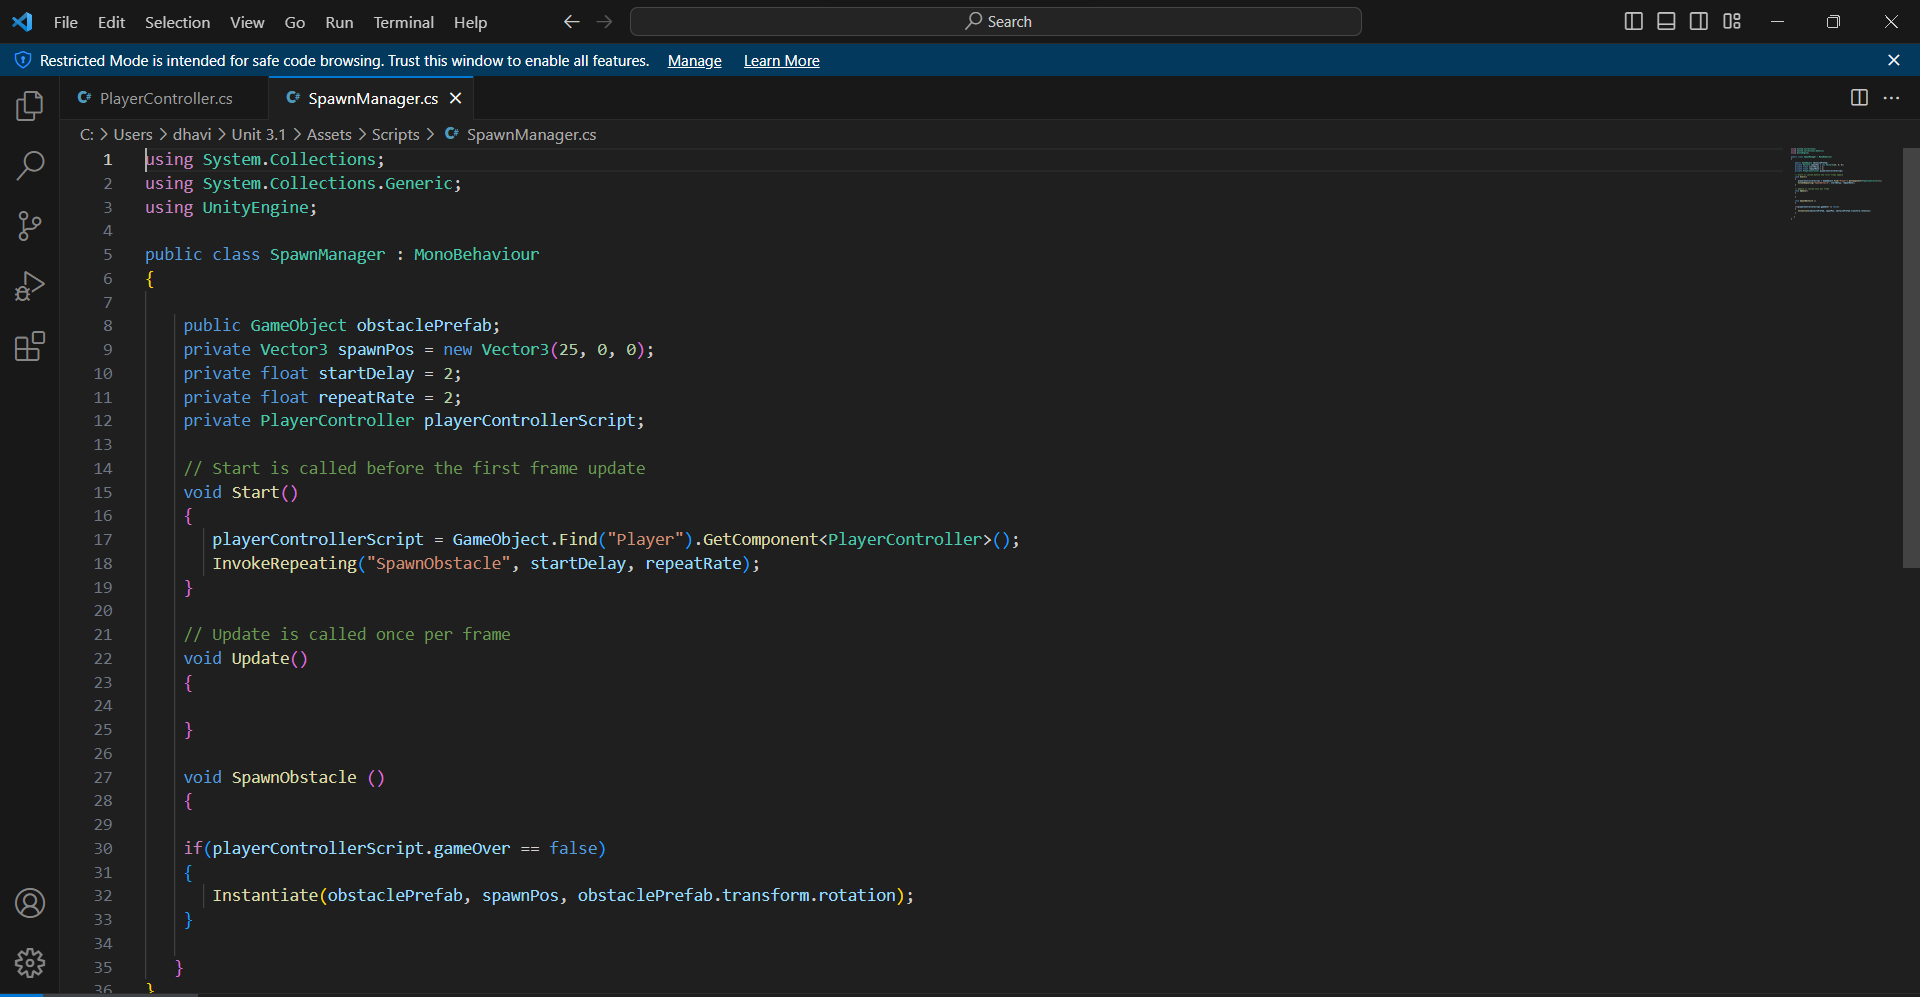 File Edit Selection View Go Run Terminal Help Search
Restricted Mode is intended for safe code browsing. Trust this window to enable all features. Manage Learn More
PlayerController.cs SpawnManager.cs
C: > Users > dhavi > Unit 3.1 > Assets > Scripts > SpawnManager.cs
1 using System.Collections;
2 using System.Collections.Generic;
3 using UnityEngine;
4
5 public class SpawnManager : MonoBehaviour
6 {
7
8 public GameObject obstaclePrefab;
9 private Vector3 spawnPos = new Vector3(25, 0, 0);
10 private float startDelay = 2;
11 private float repeatRate = 2;
12 private PlayerController playerControllerScript;
13
14 // Start is called before the first frame update
15 void Start()
16 {
17 playerControllerScript = GameObject.Find("Player").GetComponent<PlayerController>();
18 InvokeRepeating("SpawnObstacle", startDelay, repeatRate);
19 }
20
21 // Update is called once per frame
22 void Update()
23 {
24
25 }
26
27 void SpawnObstacle ()
28 {
29
30 if(playerControllerScript.gameOver == false)
31 {
32 Instantiate(obstaclePrefab, spawnPos, obstaclePrefab.transform.rotation);
33 }
34
35 }
36 }